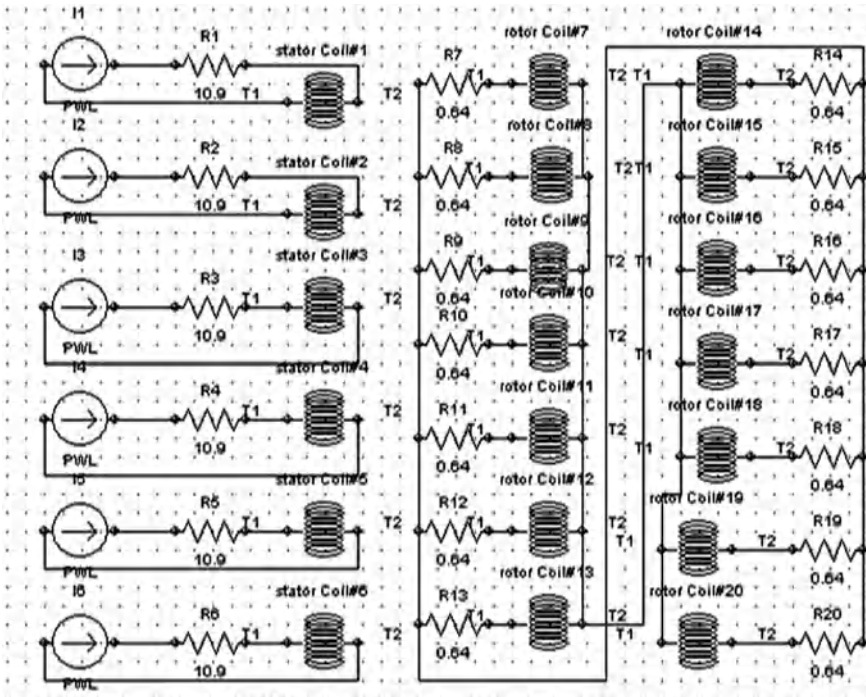 I1
R1
stator Coil#1
10.9
T1
T2
PWL
I2
R2
stator Coil#2
10.9
T1
T2
PWL
I3
R3
stator Coil#3
T1
T2
10.9
PWL
I4
R4
stator Coil#4
T1
T2
10.9
PWL
I5
R5
stator Coil#5
T1
T2
10.9
PWL
I6
R6
stator Coil#6
T1
T2
10.9
PWL
rotor Coil#7
R7
T1
T2
0.64
rotor Coil#8
R8
T1
T2
0.64
rotor Coil#9
R9
T1
T2
0.64
rotor Coil#10
R10
T1
T2
0.64
rotor Coil#11
R11
T1
T2
0.64
rotor Coil#12
R12
T1
T2
0.64
rotor Coil#13
R13
T1
T2
0.64
rotor Coil#14
R14
T1
T2
0.64
rotor Coil#15
R15
T1
T2
0.64
rotor Coil#16
R16
T1
T2
0.64
rotor Coil#17
R17
T1
T2
0.64
rotor Coil#18
R18
T1
T2
0.64
rotor Coil#19
R19
T1
T2
0.64
rotor Coil#20
R20
T1
T2
0.64